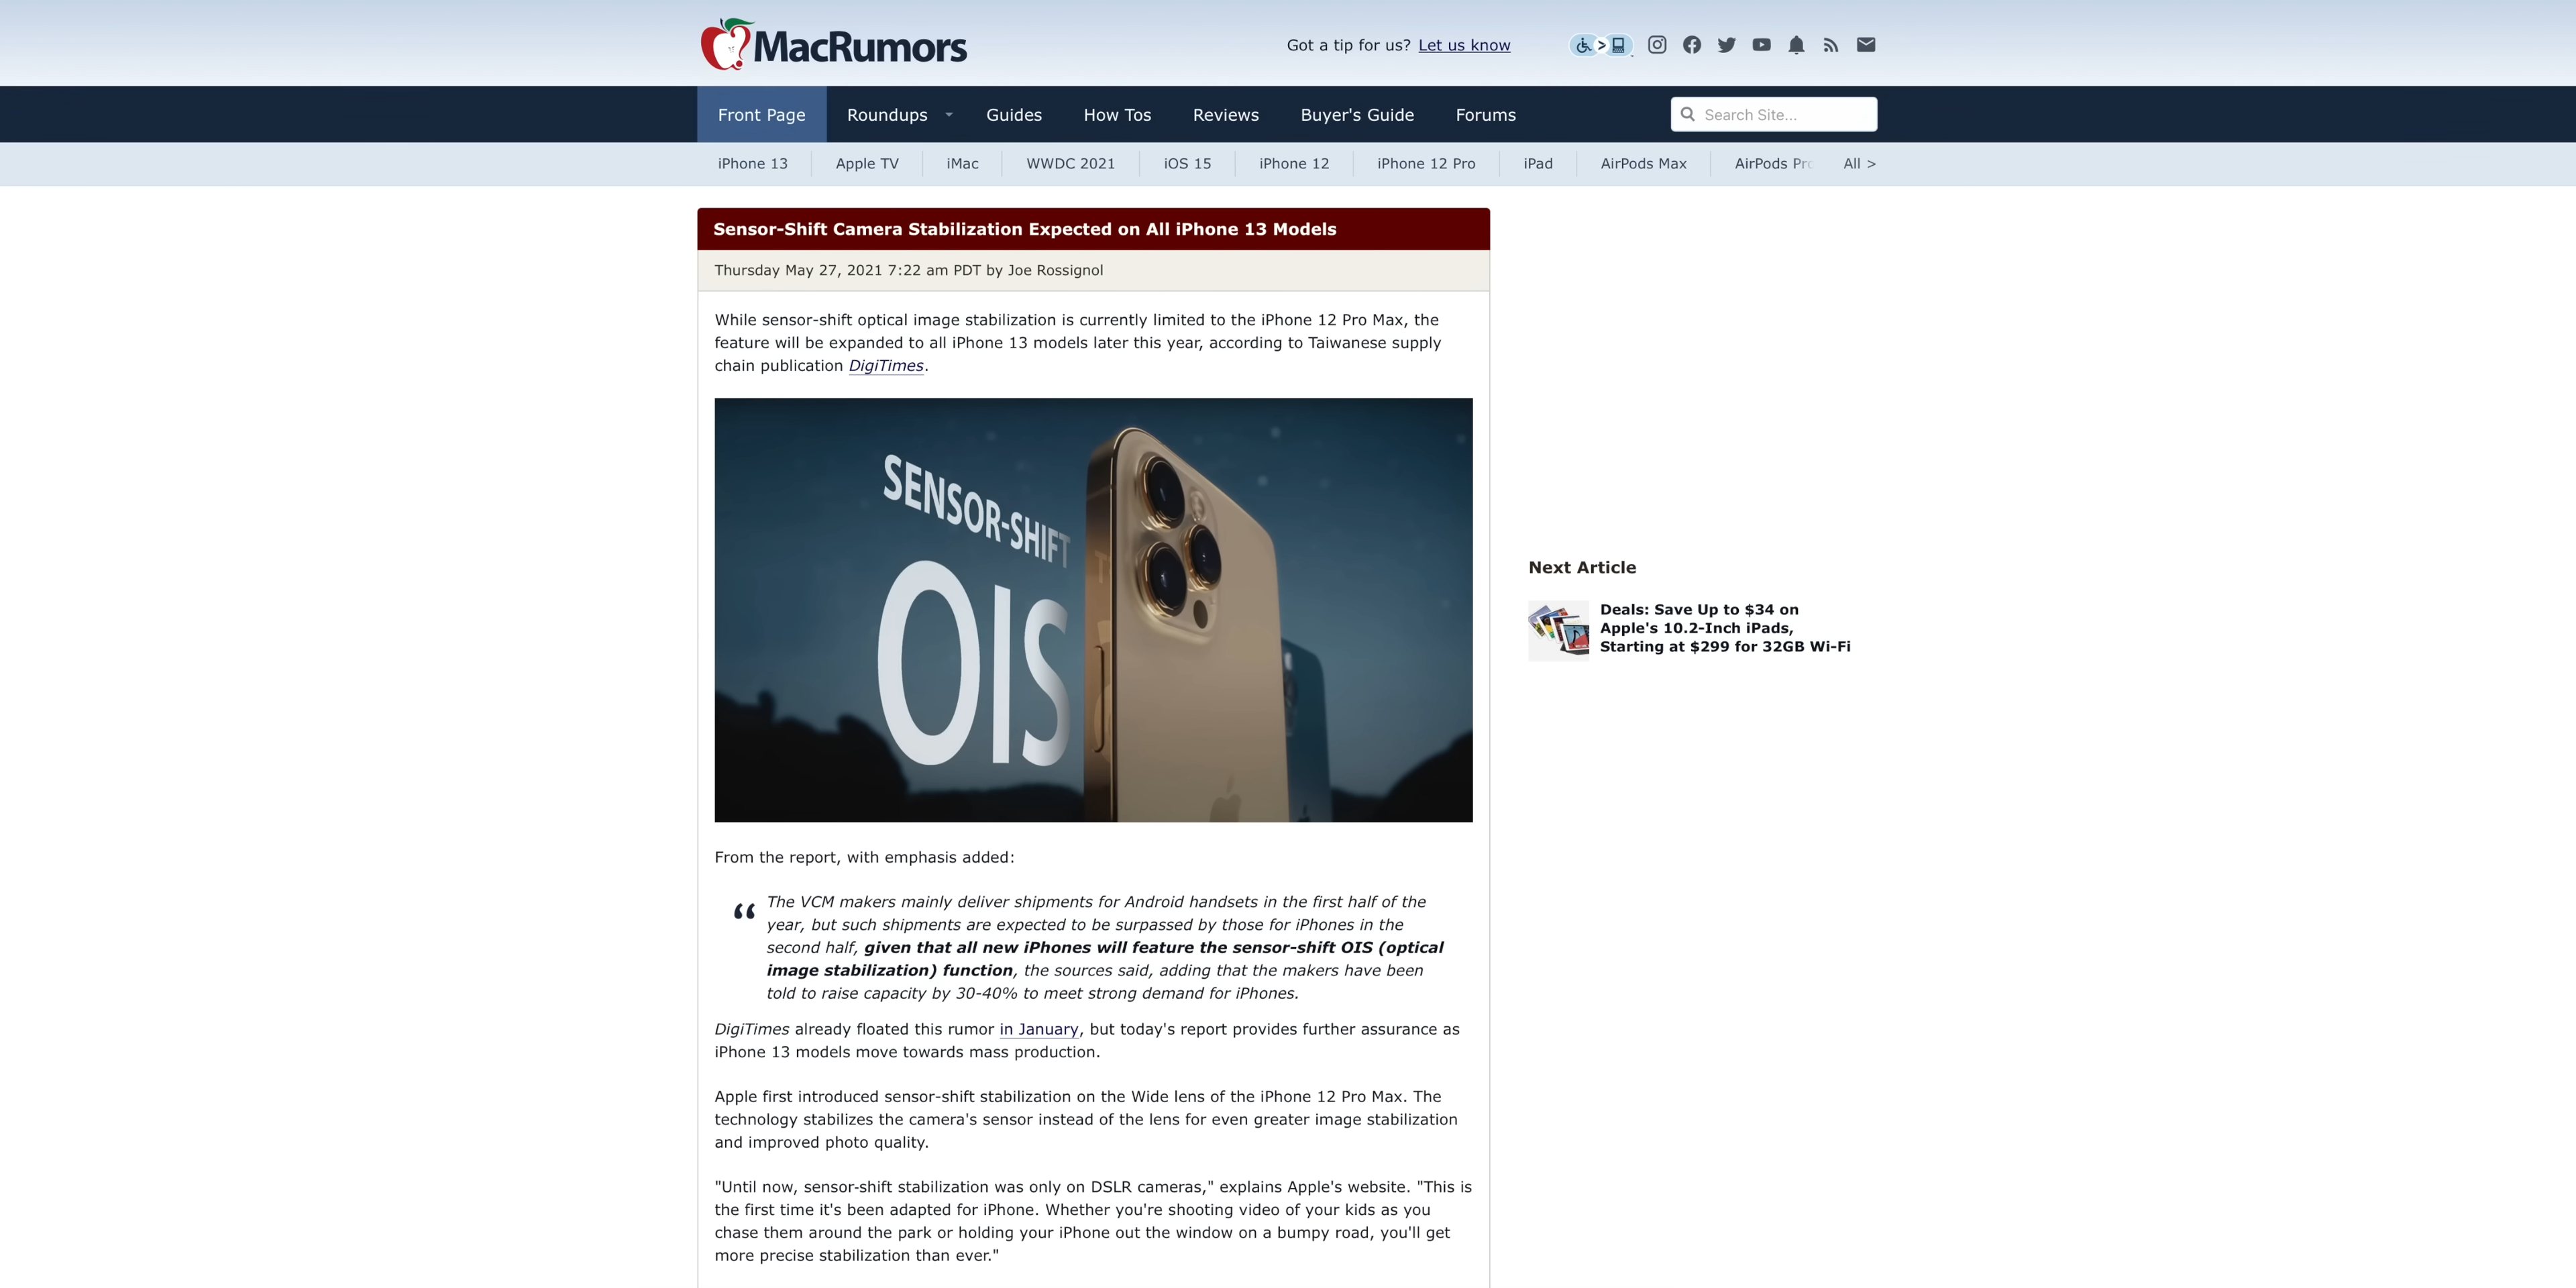 MacRumors
Got a tip for us? Let us know
Front Page
Roundups
Guides
How Tos
Reviews
Buyer's Guide
Forums
Search Site...
iPhone 13
Apple TV
iMac
WWDC 2021
iOS 15
iPhone 12
iPhone 12 Pro
iPad
AirPods Max
AirPods Pro
All >
Sensor-Shift Camera Stabilization Expected on All iPhone 13 Models
Thursday May 27, 2021 7:22 am PDT by Joe Rossignol
While sensor-shift optical image stabilization is currently limited to the iPhone 12 Pro Max, the
feature will be expanded to all iPhone 13 models later this year, according to Taiwanese supply
chain publication DigiTimes.
SENSOR-SHIFT
OIS
From the report, with emphasis added:
“
The VCM makers mainly deliver shipments for Android handsets in the first half of the
year, but such shipments are expected to be surpassed by those for iPhones in the
second half, given that all new iPhones will feature the sensor-shift OIS (optical
image stabilization) function, the sources said, adding that the makers have been
told to raise capacity by 30-40% to meet strong demand for iPhones.
DigiTimes already floated this rumor in January, but today's report provides further assurance as
iPhone 13 models move towards mass production.
Apple first introduced sensor-shift stabilization on the Wide lens of the iPhone 12 Pro Max. The
technology stabilizes the camera's sensor instead of the lens for even greater image stabilization
and improved photo quality.
"Until now, sensor-shift stabilization was only on DSLR cameras," explains Apple's website. "This is
the first time it's been adapted for iPhone. Whether you're shooting video of your kids as you
chase them around the park or holding your iPhone out the window on a bumpy road, you'll get
more precise stabilization than ever."
Next Article
Deals: Save Up to $34 on
Apple's 10.2-Inch iPads,
Starting at $299 for 32GB Wi-Fi